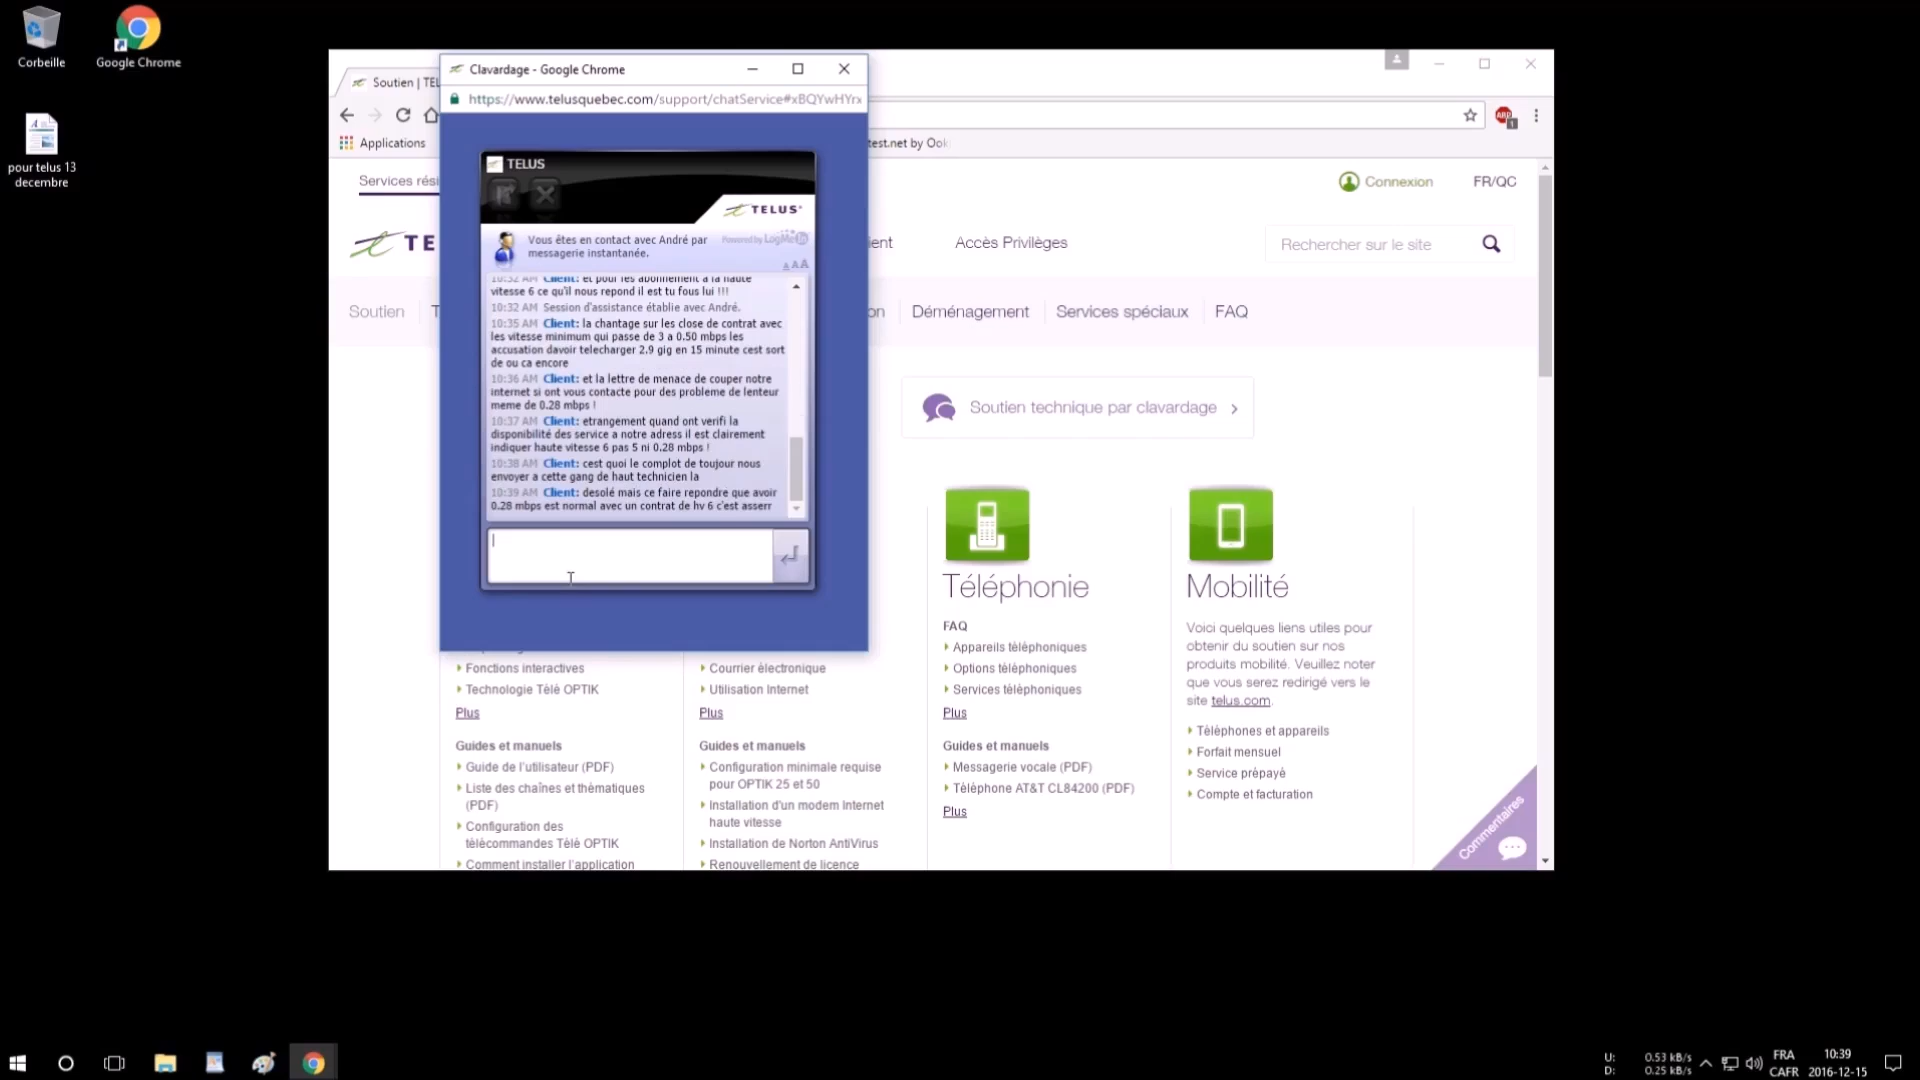 Corbeille
Google Chrome
pour telus 13
decembre
Soutien | TEL
Applications
test.net by Ook
Services rési
Connexion
FR/QC
TE
ient
Accès Privilèges
Rechercher sur le site
Soutien
T
on
Déménagement
Services spéciaux
FAQ
Clavardage - Google Chrome
https://www.telusquebec.com/support/chatService#xBQYwHYrx
TELUS
TELUS
Vous êtes en contact avec André par
messagerie instantanée.
Powered by LogMeIn
A A A
10:32 AM Client: et pour les abonnement a la haute
vitesse 6 ce qu'il nous repond il est tu fous lui !!!
10:32 AM Session d'assistance établie avec André.
10:35 AM Client: la chantage sur les close de contrat avec
les vitesse minimum qui passe de 3 a 0.50 mbps les
accusation davoir telecharger 2.9 gig en 15 minute cest sort
de ou ca encore
10:36 AM Client: et la lettre de menace de couper notre
internet si ont vous contacte pour des probleme de lenteur
meme de 0.28 mbps !
10:37 AM Client: etrangement quand ont verifi la
disponibilité des service a notre adress il est clairement
indiquer haute vitesse 6 pas 5 ni 0.28 mbps !
10:38 AM Client: cest quoi le complot de toujour nous
envoyer a cette gang de haut technicien la
10:39 AM Client: desolé mais ce faire repondre que avoir
0.28 mbps est normal avec un contrat de hv 6 c'est asserr
Soutien technique par clavardage
Fonctions interactives
Technologie Télé OPTIK
Plus
Guides et manuels
Guide de l'utilisateur (PDF)
Liste des chaînes et thématiques
(PDF)
Configuration des
télécommandes Télé OPTIK
Comment installer l'application
Courrier électronique
Utilisation Internet
Plus
Guides et manuels
Configuration minimale requise
pour OPTIK 25 et 50
Installation d'un modem Internet
haute vitesse
Installation de Norton AntiVirus
Renouvellement de licence
Téléphonie
FAQ
Appareils téléphoniques
Options téléphoniques
Services téléphoniques
Plus
Guides et manuels
Messagerie vocale (PDF)
Téléphone AT&T CL84200 (PDF)
Plus
Mobilité
Voici quelques liens utiles pour
obtenir du soutien sur nos
produits mobilité. Veuillez noter
que vous serez redirigé vers le
site telus.com.
Téléphones et appareils
Forfait mensuel
Service prépayé
Compte et facturation
Commentaires
U: 0.53 kB/s
D: 0.25 kB/s
FRA
CAFR
10:39
2016-12-15